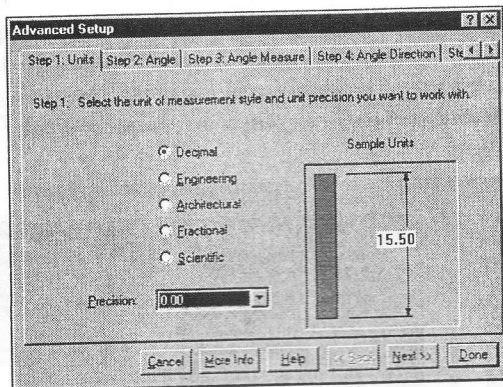 Advanced Setup
Step 1: Units Step 2: Angle Step 3: Angle Measure Step 4: Angle Direction Ste
Step 1: Select the unit of measurement style and unit precision you want to work with.
Decimal
Engineering
Architectural
Fractional
Scientific
Sample Units
15.50
Precision: 0.00
Cancel More Info Help << Back Next >> Done